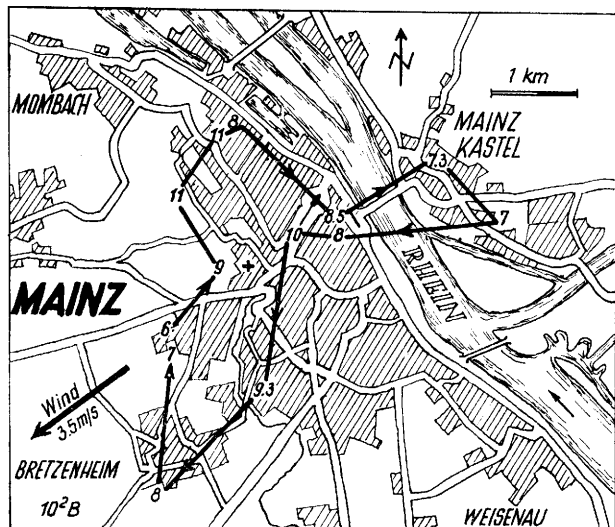 1 km
MOMBACH
MAINZ
KASTEL
11
8
7.3
11
8.5
7
10
8
9
RHEIN
MAINZ
6
7
9.3
Wind
3,5m/s
BRETZENHEIM
8
10²B
WEISENAU